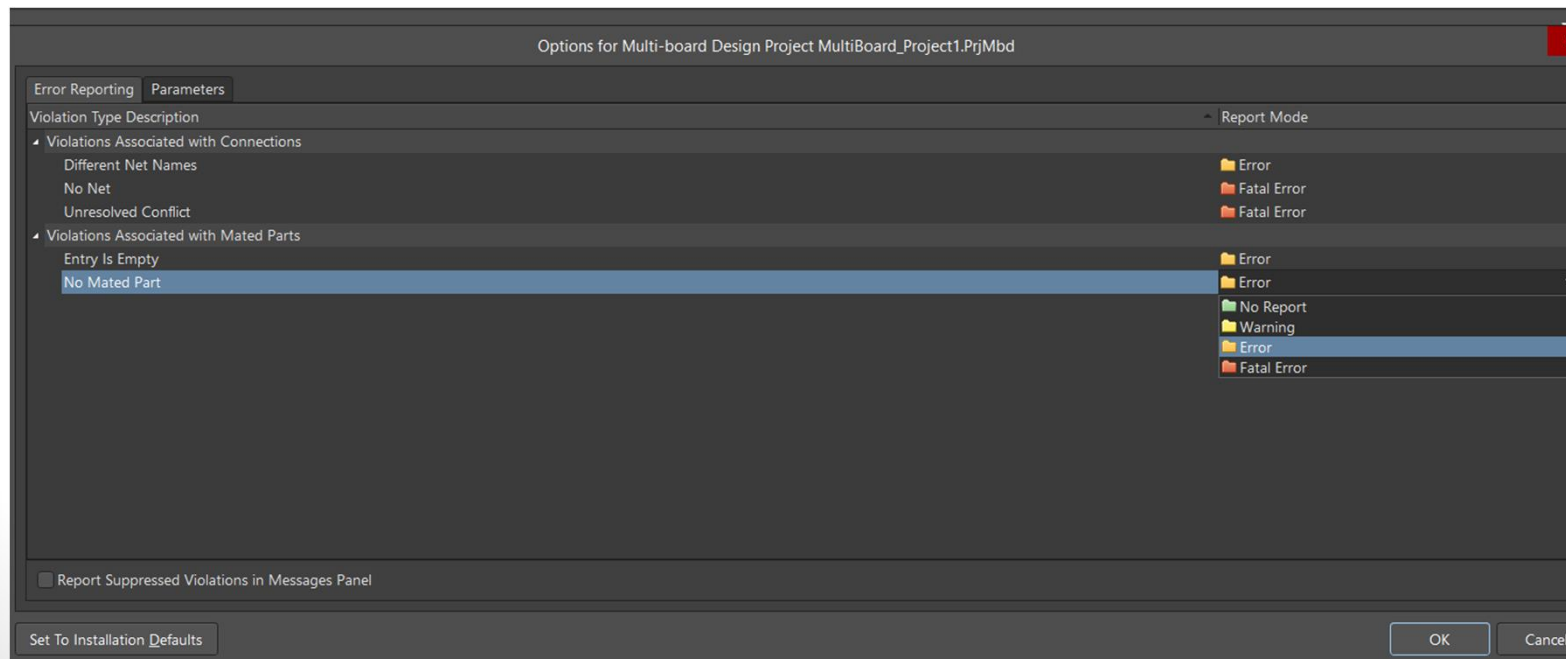 Options for Multi-board Design Project MultiBoard_Project1.PrjMbd
Error Reporting Parameters
Violation Type Description Report Mode
Violations Associated with Connections
Different Net Names Error
No Net Fatal Error
Unresolved Conflict Fatal Error
Violations Associated with Mated Parts
Entry Is Empty Error
No Mated Part Error
No Report
Warning
Error
Fatal Error
Report Suppressed Violations in Messages Panel
Set To Installation Defaults OK Cancel